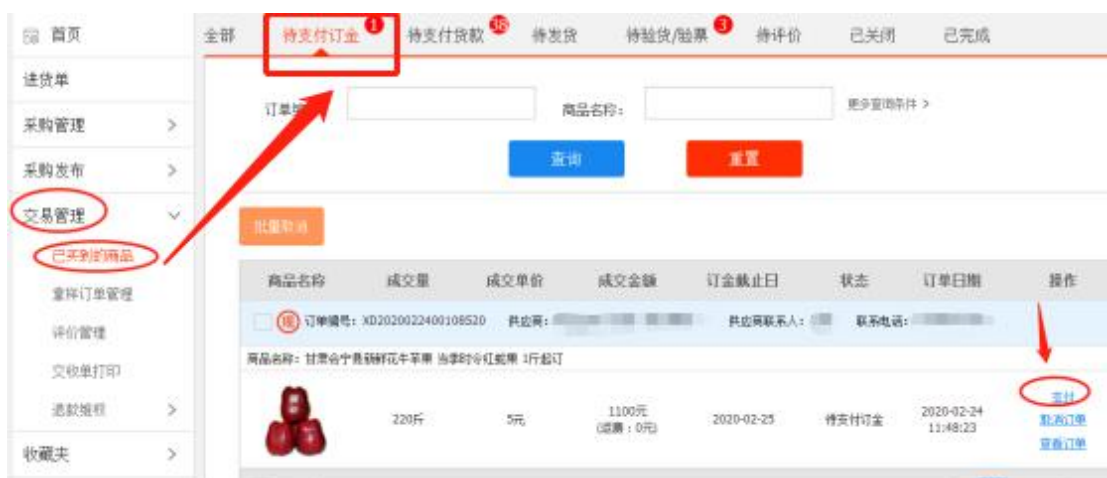 首页
进货单
采购管理
采购发布
交易管理
已买到的商品
拿样订单管理
评价管理
交收单打印
退款维权
收藏夹
全部 待支付订金 1 待支付货款 38 待发货 待验货/验票 3 待评价 已关闭 已完成
订单编 商品名称： 更多查询条件 >
查询 重置
批量取消
商品名称 成交量 成交单价 成交金额 订金截止日 状态 订单日期 操作
现 订单编号：XD2020022400108520 供应商： 供应商联系人： 联系电话：
商品名称：甘肃会宁县新鲜花牛苹果 当季时令红蛇果 1斤起订
220斤 5元 1100元 2020-02-25 待支付订金 2020-02-24 支付
(运费：0元) 11:48:23 取消订单
查看订单